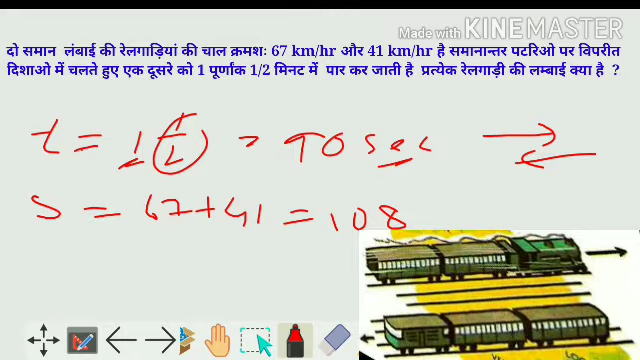 Made with KINEMASTER
दो समान लंबाई की रेलगाड़ियां की चाल क्रमशः 67 km/hr और 41 km/hr है समानान्तर पटरिओ पर विपरीत
दिशाओ में चलते हुए एक दूसरे को 1 पूर्णांक 1/2 मिनट में पार कर जाती है प्रत्येक रेलगाड़ी की लम्बाई क्या है ?
t = 1 1/2 = 90 sec
S = 67+41 = 108